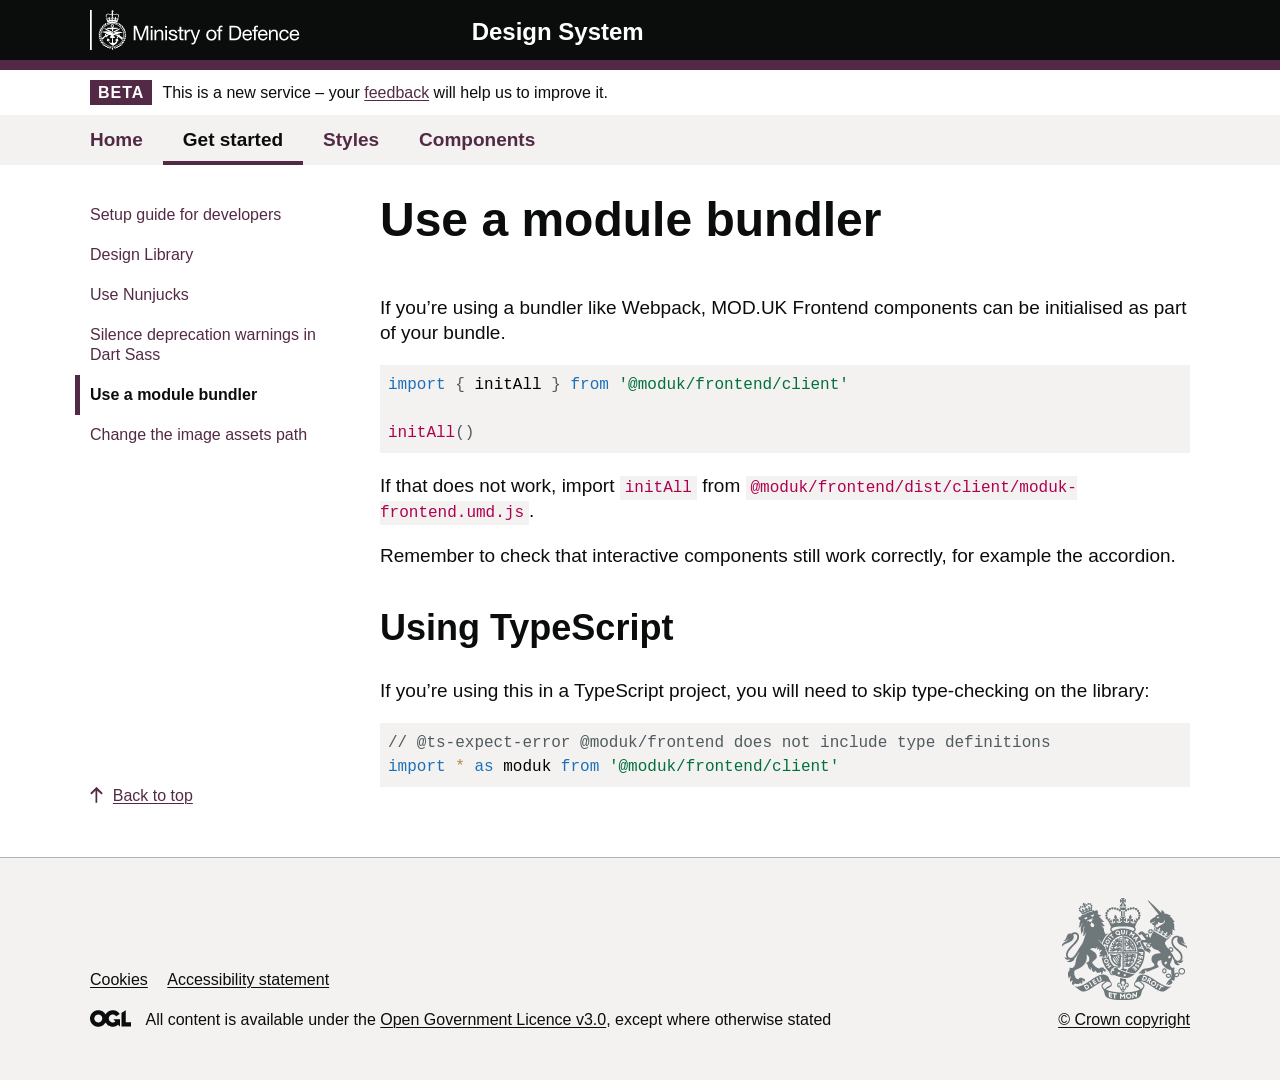 Ministry of Defence
Design System
BETA This is a new service – your feedback will help us to improve it.
Home Get started Styles Components
Setup guide for developers
Design Library
Use Nunjucks
Silence deprecation warnings in
Dart Sass
Use a module bundler
Change the image assets path
Use a module bundler
If you’re using a bundler like Webpack, MOD.UK Frontend components can be initialised as part
of your bundle.
import { initAll } from '@moduk/frontend/client'
initAll()
If that does not work, import initAll from @moduk/frontend/dist/client/moduk-
frontend.umd.js.
Remember to check that interactive components still work correctly, for example the accordion.
Using TypeScript
If you’re using this in a TypeScript project, you will need to skip type-checking on the library:
// @ts-expect-error @moduk/frontend does not include type definitions
import * as moduk from '@moduk/frontend/client'
Back to top
Cookies Accessibility statement
OGL All content is available under the Open Government Licence v3.0, except where otherwise stated
DIEU ET MON DROIT
© Crown copyright